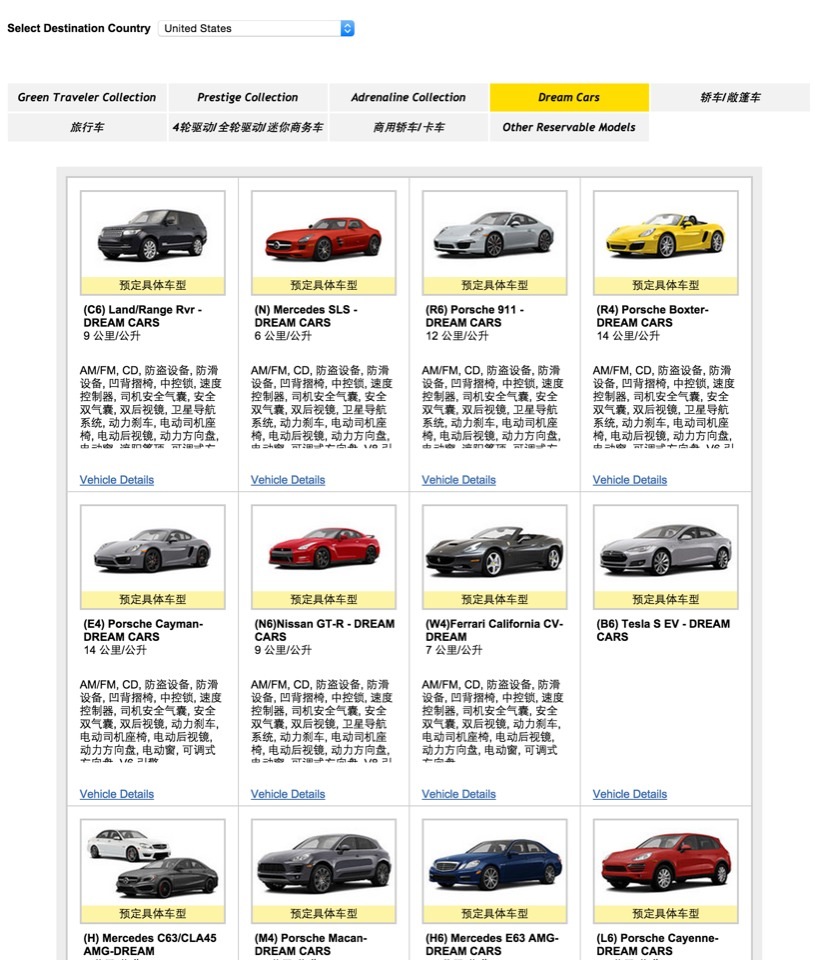 Select Destination Country United States
Green Traveler Collection Prestige Collection Adrenaline Collection Dream Cars 轿车/敞篷车
旅行车 4轮驱动/全轮驱动/迷你商务车 商用轿车/卡车 Other Reservable Models
预定具体车型 预定具体车型 预定具体车型 预定具体车型
(C6) Land/Range Rvr - (N) Mercedes SLS - (R6) Porsche 911 - (R4) Porsche Boxter-
DREAM CARS DREAM CARS DREAM CARS DREAM CARS
9 公里/公升 6 公里/公升 12 公里/公升 14 公里/公升
AM/FM, CD, 防盗设备, 防滑 AM/FM, CD, 防盗设备, 防滑 AM/FM, CD, 防盗设备, 防滑 AM/FM, CD, 防盗设备, 防滑
设备, 凹背摺椅, 中控锁, 速度 设备, 凹背摺椅, 中控锁, 速度 设备, 凹背摺椅, 中控锁, 速度 设备, 凹背摺椅, 中控锁, 速度
控制器, 司机安全气囊, 安全 控制器, 司机安全气囊, 安全 控制器, 司机安全气囊, 安全 控制器, 司机安全气囊, 安全
双气囊, 双后视镜, 卫星导航 双气囊, 双后视镜, 卫星导航 双气囊, 双后视镜, 卫星导航 双气囊, 双后视镜, 卫星导航
系统, 动力刹车, 电动司机座 系统, 动力刹车, 电动司机座 系统, 动力刹车, 电动司机座 系统, 动力刹车, 电动司机座
椅, 电动后视镜, 动力方向盘, 椅, 电动后视镜, 动力方向盘, 椅, 电动后视镜, 动力方向盘, 椅, 电动后视镜, 动力方向盘,
Vehicle Details Vehicle Details Vehicle Details Vehicle Details
预定具体车型 预定具体车型 预定具体车型 预定具体车型
(E4) Porsche Cayman- (N6)Nissan GT-R - DREAM (W4)Ferrari California CV- (B6) Tesla S EV - DREAM
DREAM CARS CARS DREAM CARS
14 公里/公升 9 公里/公升 7 公里/公升
AM/FM, CD, 防盗设备, 防滑 AM/FM, CD, 防盗设备, 防滑 AM/FM, CD, 防盗设备, 防滑
设备, 凹背摺椅, 中控锁, 速度 设备, 凹背摺椅, 中控锁, 速度 设备, 凹背摺椅, 中控锁, 速度
控制器, 司机安全气囊, 安全 控制器, 司机安全气囊, 安全 控制器, 司机安全气囊, 安全
双气囊, 双后视镜, 动力刹车, 双气囊, 双后视镜, 卫星导航 双气囊, 双后视镜, 动力刹车,
电动司机座椅, 电动后视镜, 系统, 动力刹车, 电动司机座 电动司机座椅, 电动后视镜,
动力方向盘, 电动窗, 可调式 椅, 电动后视镜, 动力方向盘, 动力方向盘, 电动窗, 可调式
Vehicle Details Vehicle Details Vehicle Details Vehicle Details
预定具体车型 预定具体车型 预定具体车型 预定具体车型
(H) Mercedes C63/CLA45 (M4) Porsche Macan- (H6) Mercedes E63 AMG- (L6) Porsche Cayenne-
AMG-DREAM DREAM CARS DREAM CARS DREAM CARS